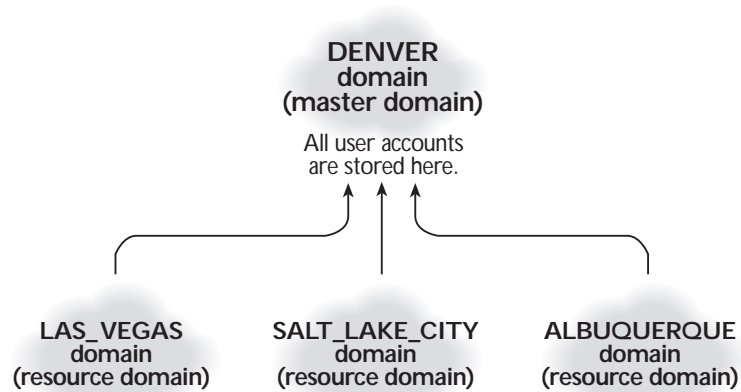 DENVER
domain
(master domain)
All user accounts
are stored here.
LAS_VEGAS
domain
(resource domain)
SALT_LAKE_CITY
domain
(resource domain)
ALBUQUERQUE
domain
(resource domain)